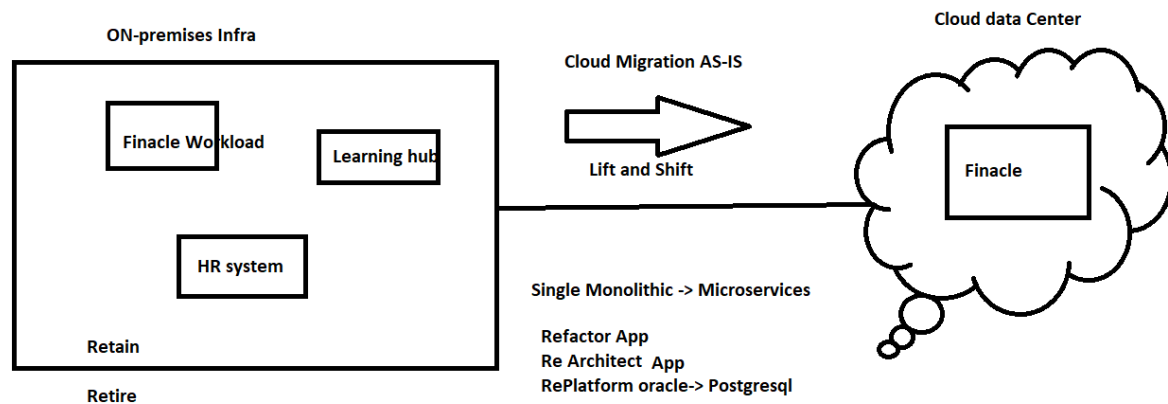 ON-premises Infra
Finacle Workload
Learning hub
HR system
Retain
Retire
Cloud Migration AS-IS
Lift and Shift
Single Monolithic -> Microservices
Refactor App
Re Architect App
RePlatform oracle-> Postgresql
Cloud data Center
Finacle